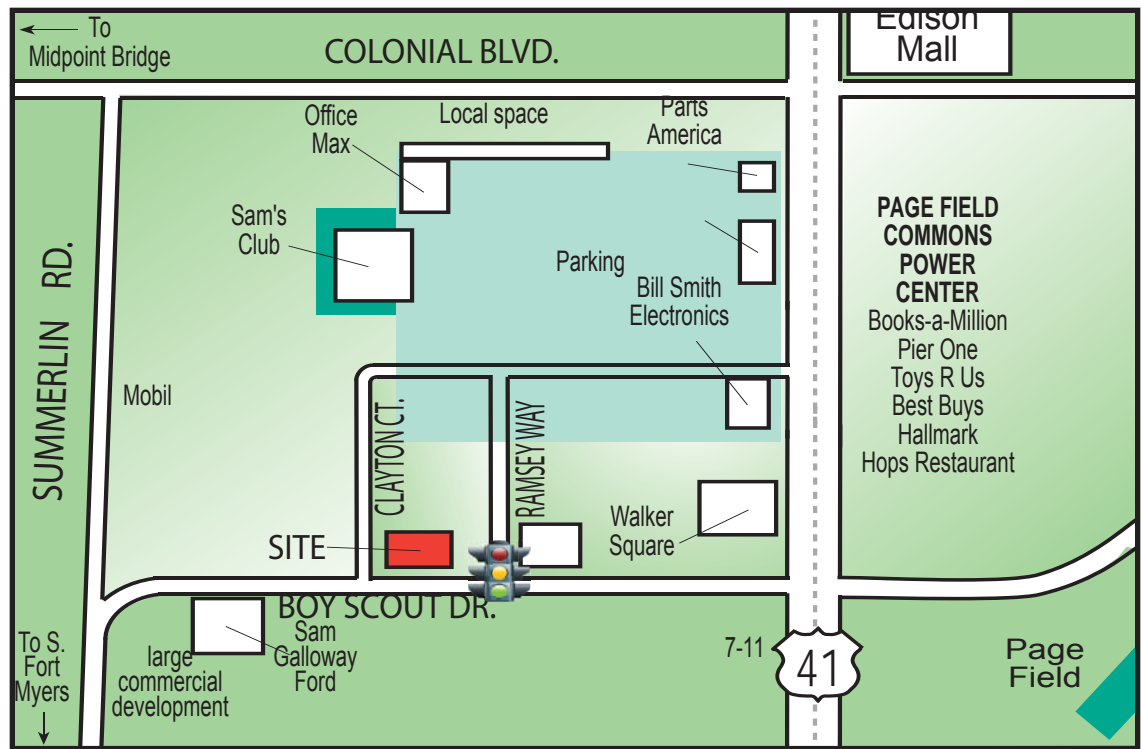 To
Midpoint Bridge
COLONIAL BLVD.
Edison
Mall
Office
Max
Local space
Parts
America
Sam's
Club
Parking
Bill Smith
Electronics
PAGE FIELD
COMMONS
POWER
CENTER
Books-a-Million
Pier One
Toys R Us
Best Buys
Hallmark
Hops Restaurant
SUMMERLIN RD.
Mobil
CLAYTON CT.
RAMSEY WAY
SITE
Walker
Square
BOY SCOUT DR.
Sam
Galloway
Ford
large
commercial
development
To S.
Fort
Myers
7-11
41
Page
Field